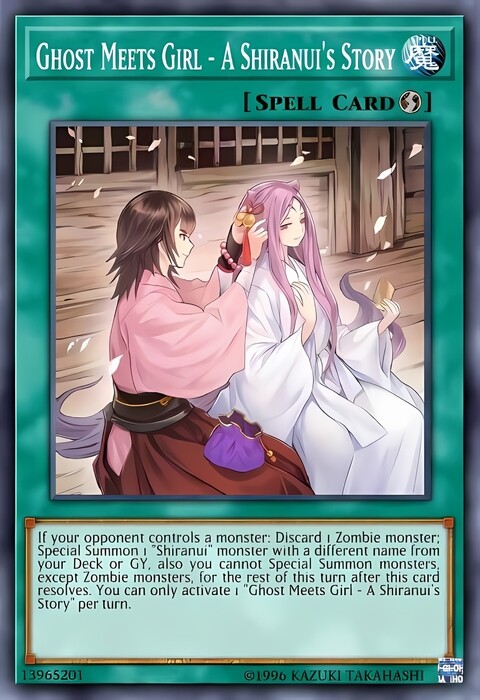 Ghost Meets Girl - A Shiranui's Story
魔
[Spell Card]
If your opponent controls a monster: Discard 1 Zombie monster;
Special Summon 1 "Shiranui" monster with a different name from
your Deck or GY, also you cannot Special Summon monsters,
except Zombie monsters, for the rest of this turn after this card
resolves. You can only activate 1 "Ghost Meets Girl - A Shiranui's
Story" per turn.
13965201
©1996 KAZUKI TAKAHASHI